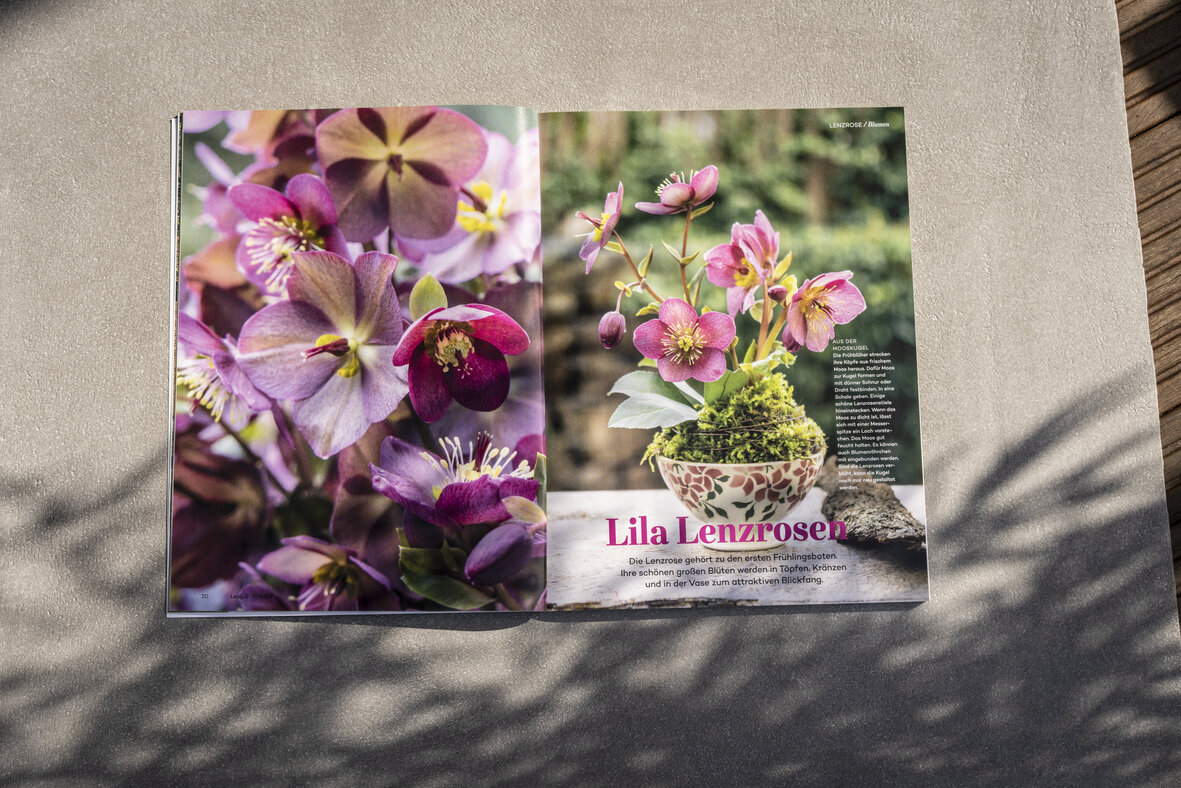 LENZROSE / Blumen
AUS DER
MOOSKUGEL
Die Frühblüher strecken
ihre Köpfe aus frischem
Moos heraus. Dafür Moos
zur Kugel formen und
mit dünner Schnur oder
Draht festbinden. In eine
Schale geben. Einige
schöne Lenzrosenstiele
hineinstecken. Wenn das
Moos zu dicht ist, lässt
sich mit einer Messer-
spitze ein Loch vorste-
chen. Das Moos gut
feucht halten. Es können
auch Blumenröhrchen
mit eingebunden werden.
Sind die Lenzrosen ver-
blüht, kann die Kugel
noch mal neu gestaltet
werden.
Lila Lenzrosen
Die Lenzrose gehört zu den ersten Frühlingsboten.
Ihre schönen großen Blüten werden in Töpfen, Kränzen
und in der Vase zum attraktiven Blickfang.
20